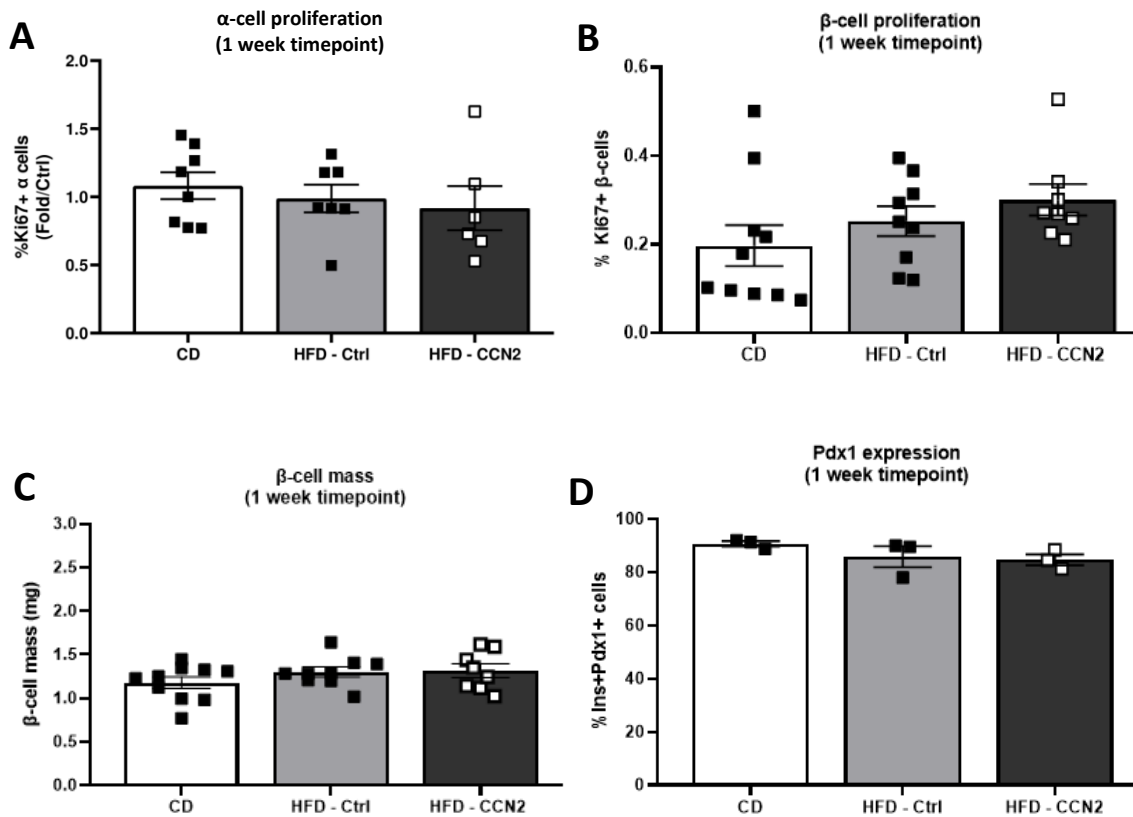 A
α-cell proliferation
(1 week timepoint)
%Ki67+ α cells
(Fold/Ctrl)
2.0
1.5
1.0
0.5
0.0
CD
HFD - Ctrl
HFD - CCN2
B
β-cell proliferation
(1 week timepoint)
% Ki67+ β-cells
0.6
0.4
0.2
0.0
CD
HFD - Ctrl
HFD - CCN2
C
β-cell mass
(1 week timepoint)
β-cell mass (mg)
3.0
2.5
2.0
1.5
1.0
0.5
0.0
CD
HFD - Ctrl
HFD - CCN2
D
Pdx1 expression
(1 week timepoint)
% Ins+Pdx1+ cells
100
80
60
40
20
0
CD
HFD - Ctrl
HFD - CCN2